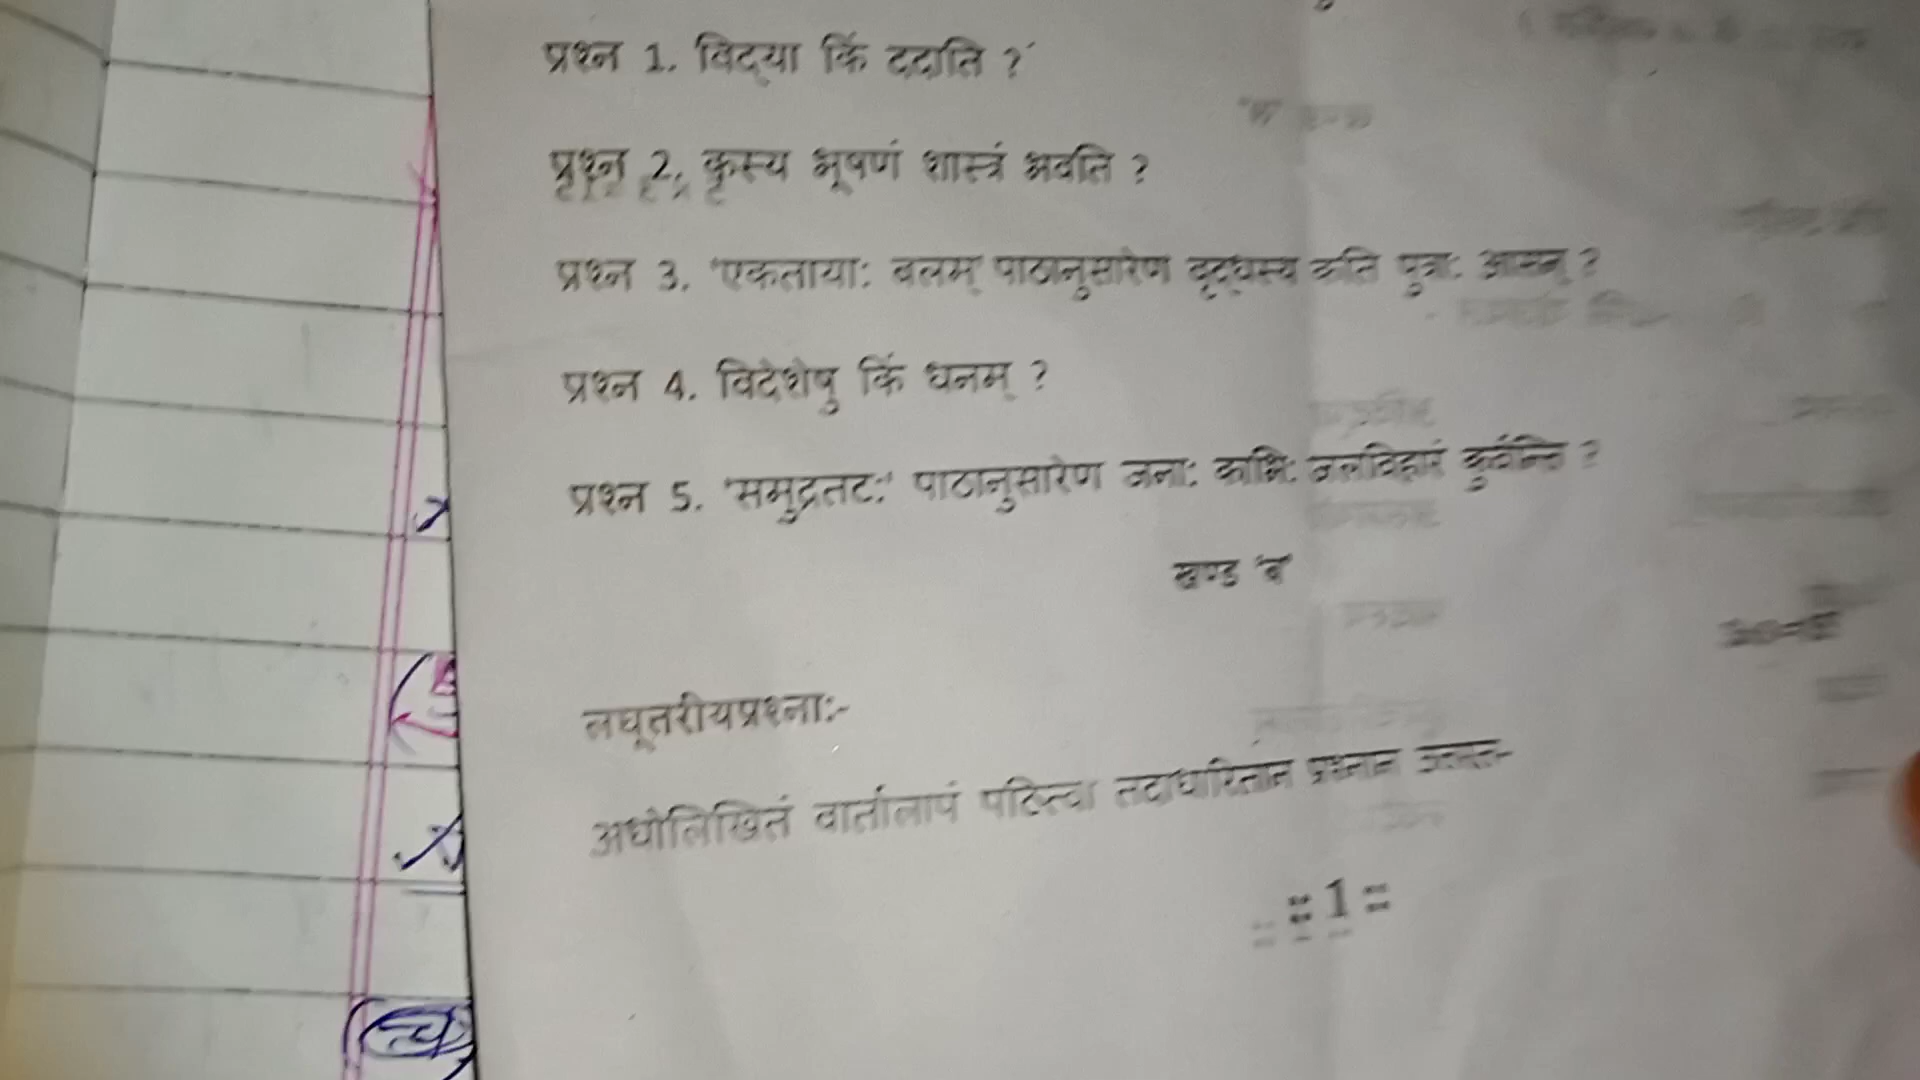 प्रश्न 1. विद्या किं ददाति ?
प्रश्न 2. कस्य भूषणं शास्त्रं भवति ?
प्रश्न 3. 'एकतायाः बलम्' पाठानुसारेण वृद्धस्य कति पुत्राः आसन् ?
प्रश्न 4. विदेशेषु किं धनम् ?
प्रश्न 5. 'समुद्रतटः' पाठानुसारेण जनाः काभिः जलविहारं कुर्वन्ति ?
खण्ड 'ब'
लघूतरीयप्रश्नाः-
अधोलिखितं वार्तालापं पठित्वा तदाधारितान प्रश्नान
= 1 =